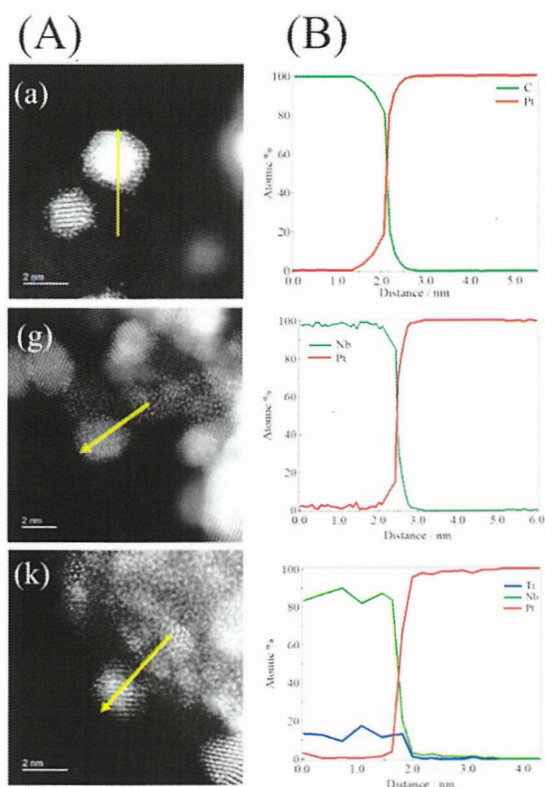 (A)
(B)
(a)
2 nm
100
80
60
40
20
0
Atomic %
C
Pt
0.0 1.0 2.0 3.0 4.0 5.0
Distance / nm
(g)
2 nm
100
80
60
40
20
0
Atomic %
Nb
Pt
0.0 1.0 2.0 3.0 4.0 5.0 6.0
Distance / nm
(k)
2 nm
100
80
60
40
20
0
Atomic %
Ti
Nb
Pt
0.0 1.0 2.0 3.0 4.0
Distance / nm